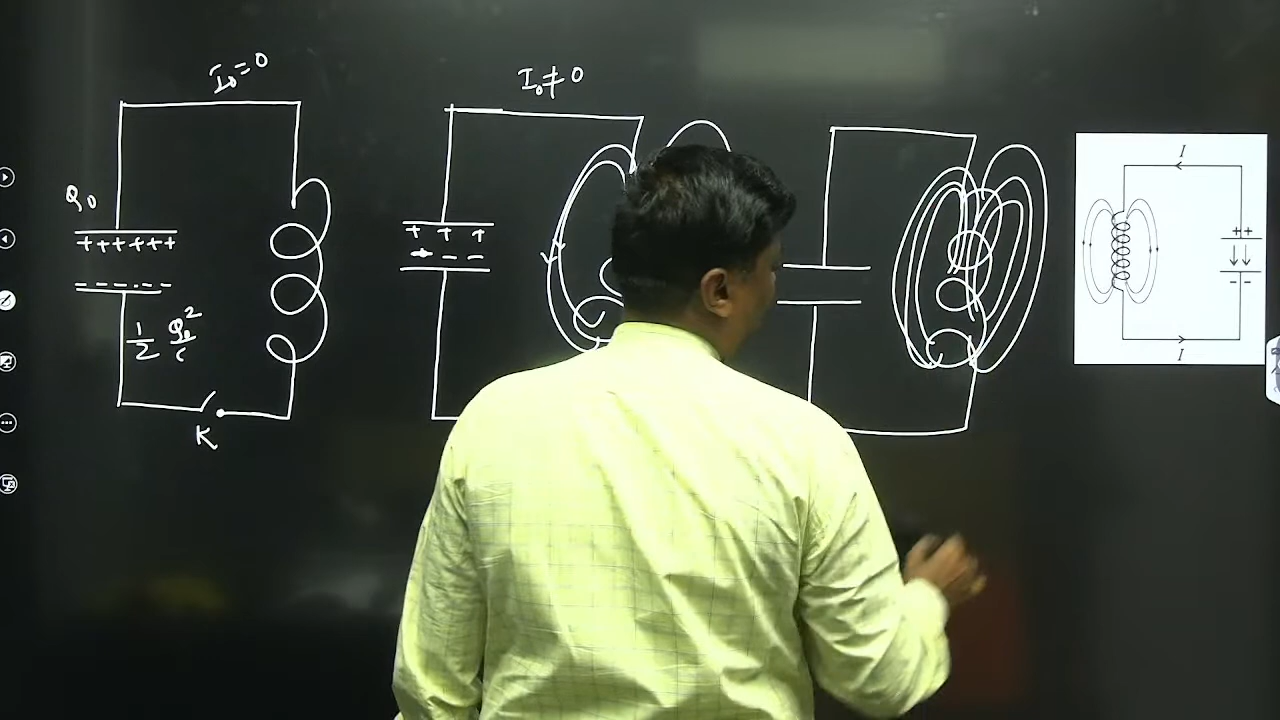 I₀ = 0
Q₀
++++++
------
1/2 Q₀²/C
K
I₀ ≠ 0
+ + +
- - -
I
++
--
I